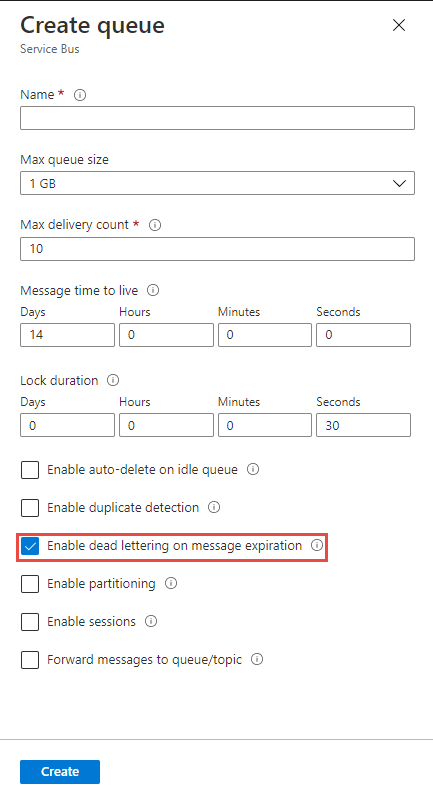 Create queue
Service Bus
Name *
Max queue size
1 GB
Max delivery count *
10
Message time to live
Days Hours Minutes Seconds
14 0 0 0
Lock duration
Days Hours Minutes Seconds
0 0 0 30
Enable auto-delete on idle queue
Enable duplicate detection
Enable dead lettering on message expiration
Enable partitioning
Enable sessions
Forward messages to queue/topic
Create